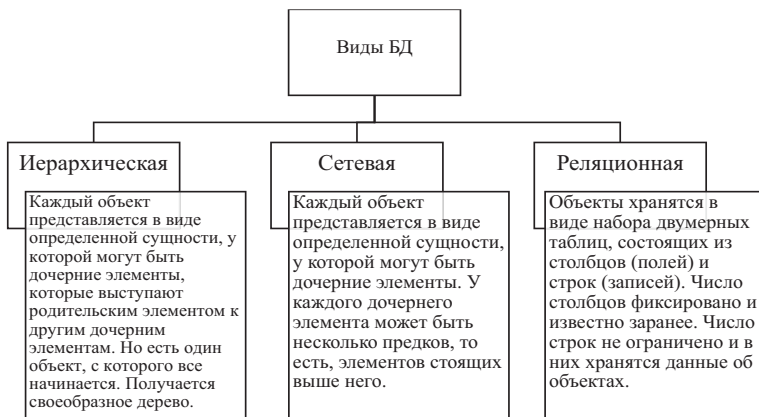 Виды БД
Иерархическая
Каждый объект
представляется в виде
определенной сущности, у
которой могут быть
дочерние элементы,
которые выступают
родительским элементом к
другим дочерним
элементам. Но есть один
объект, с которого все
начинается. Получается
своеобразное дерево.
Сетевая
Каждый объект
представляется в виде
определенной сущности,
у которой могут быть
дочерние элементы. У
каждого дочернего
элемента может быть
несколько предков, то
есть, элементов стоящих
выше него.
Реляционная
Объекты хранятся в
виде набора двумерных
таблиц, состоящих из
столбцов (полей) и
строк (записей). Число
столбцов фиксировано и
известно заранее. Число
строк не ограничено и в
них хранятся данные об
объектах.